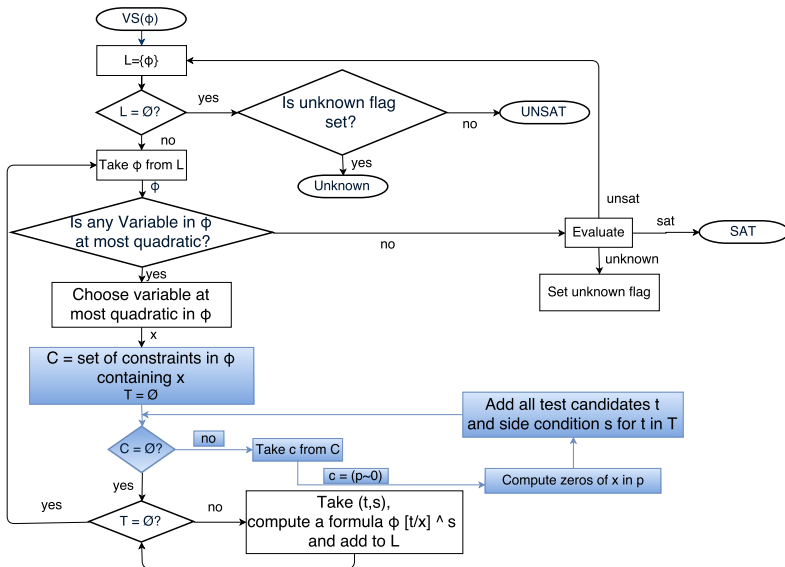 VS(ϕ)
L={ϕ}
L = Ø?
yes
Is unknown flag
set?
no
UNSAT
no
yes
Unknown
Take ϕ from L
ϕ
Is any Variable in ϕ
at most quadratic?
no
unsat
Evaluate
sat
SAT
unknown
Set unknown flag
yes
Choose variable at
most quadratic in ϕ
x
C = set of constraints in ϕ
containing x
T = Ø
Add all test candidates t
and side condition s for t in T
C = Ø?
no
Take c from C
c = (p~0)
Compute zeros of x in p
yes
yes
T = Ø?
no
Take (t,s),
compute a formula ϕ [t/x] ^ s
and add to L